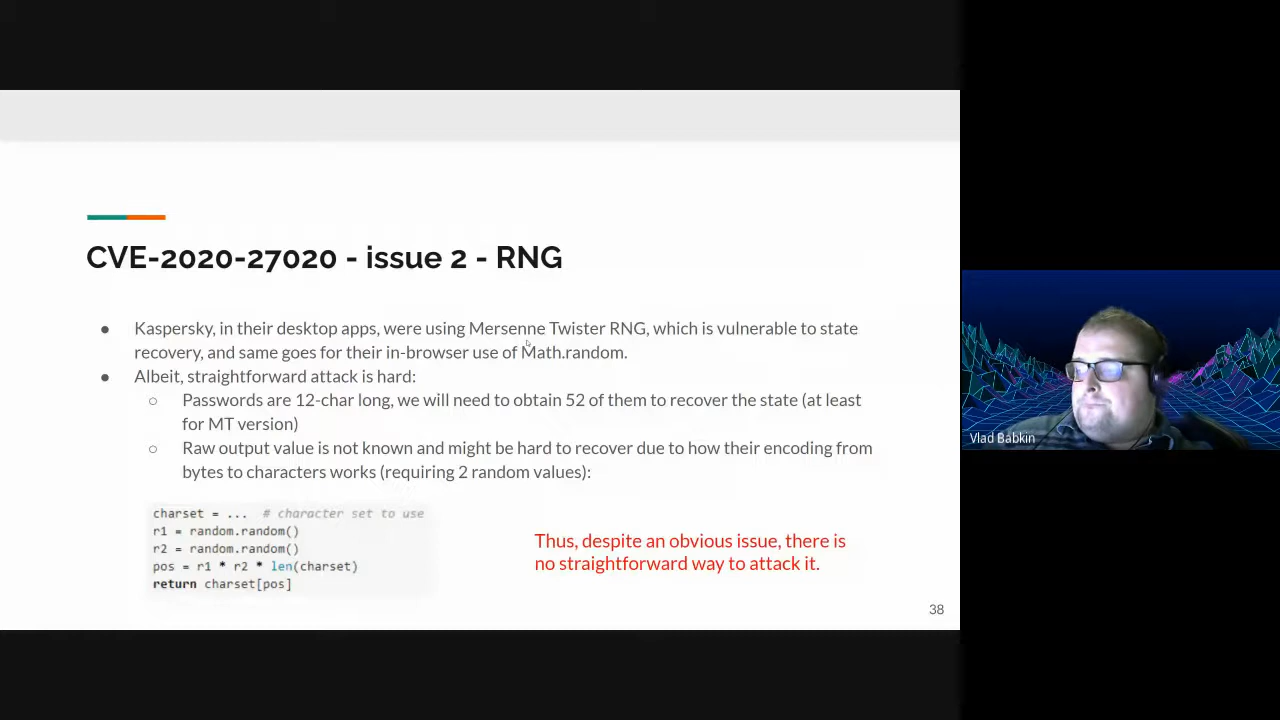 CVE-2020-27020 - issue 2 - RNG
● Kaspersky, in their desktop apps, were using Mersenne Twister RNG, which is vulnerable to state
recovery, and same goes for their in-browser use of Math.random.
● Albeit, straightforward attack is hard:
○ Passwords are 12-char long, we will need to obtain 52 of them to recover the state (at least
for MT version)
○ Raw output value is not known and might be hard to recover due to how their encoding from
bytes to characters works (requiring 2 random values):
charset = ... # character set to use
r1 = random.random()
r2 = random.random()
pos = r1 * r2 * len(charset)
return charset[pos]
Thus, despite an obvious issue, there is
no straightforward way to attack it.
38
Vlad Babkin